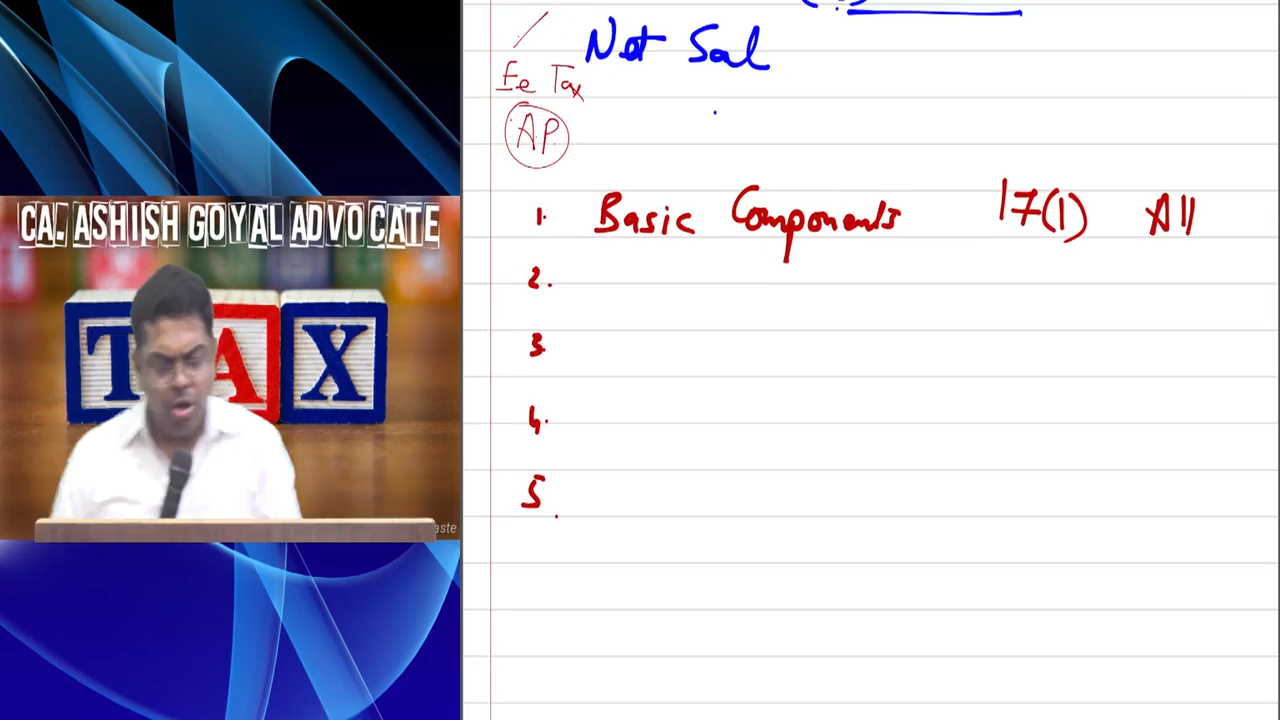 CA. ASHISH GOYAL ADVOCATE
TAX
aste
Net Sal
Tax
AP
1. Basic Components 17(1) All
2.
3.
4.
5.